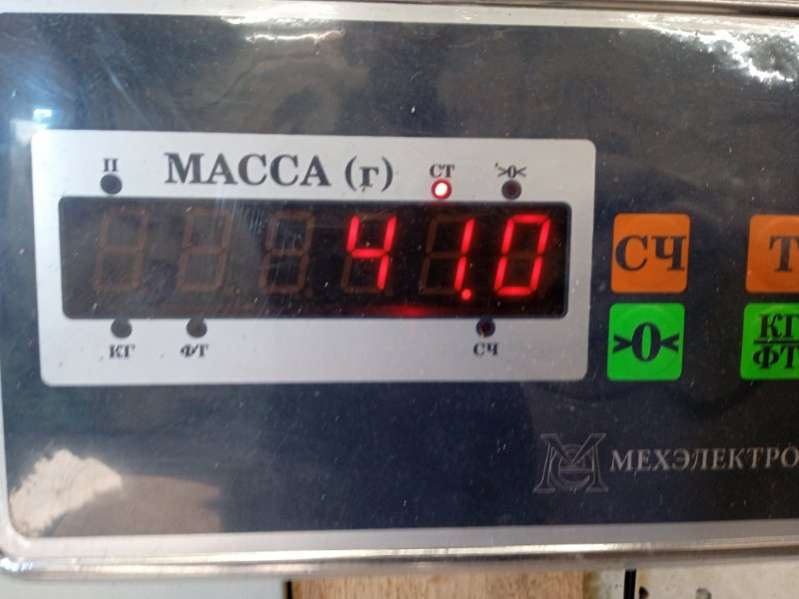 П МАССА (г) СТ >0<
41.0
КГ ФТ СЧ
СЧ Т
>0< КГ
ФТ
МЕХЭЛЕКТРО